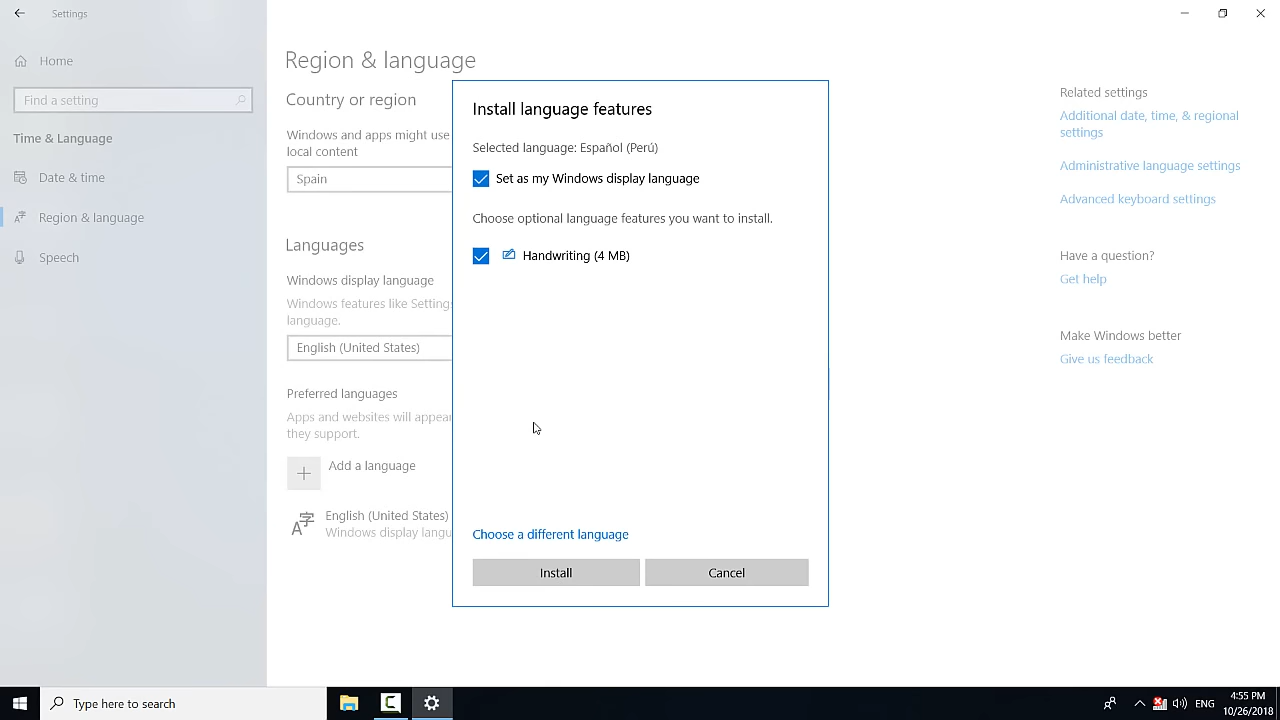 Settings
Home
Find a setting
Time & Language
Date & time
Region & language
Speech
Region & language
Country or region
Windows and apps might use
local content
Spain
Languages
Windows display language
Windows features like Settings
language.
English (United States)
Preferred languages
Apps and websites will appear
they support.
Add a language
English (United States)
Windows display langu
Install language features
Selected language: Español (Perú)
Set as my Windows display language
Choose optional language features you want to install.
Handwriting (4 MB)
Choose a different language
Install
Cancel
Related settings
Additional date, time, & regional
settings
Administrative language settings
Advanced keyboard settings
Have a question?
Get help
Make Windows better
Give us feedback
Type here to search
ENG
4:55 PM
10/26/2018